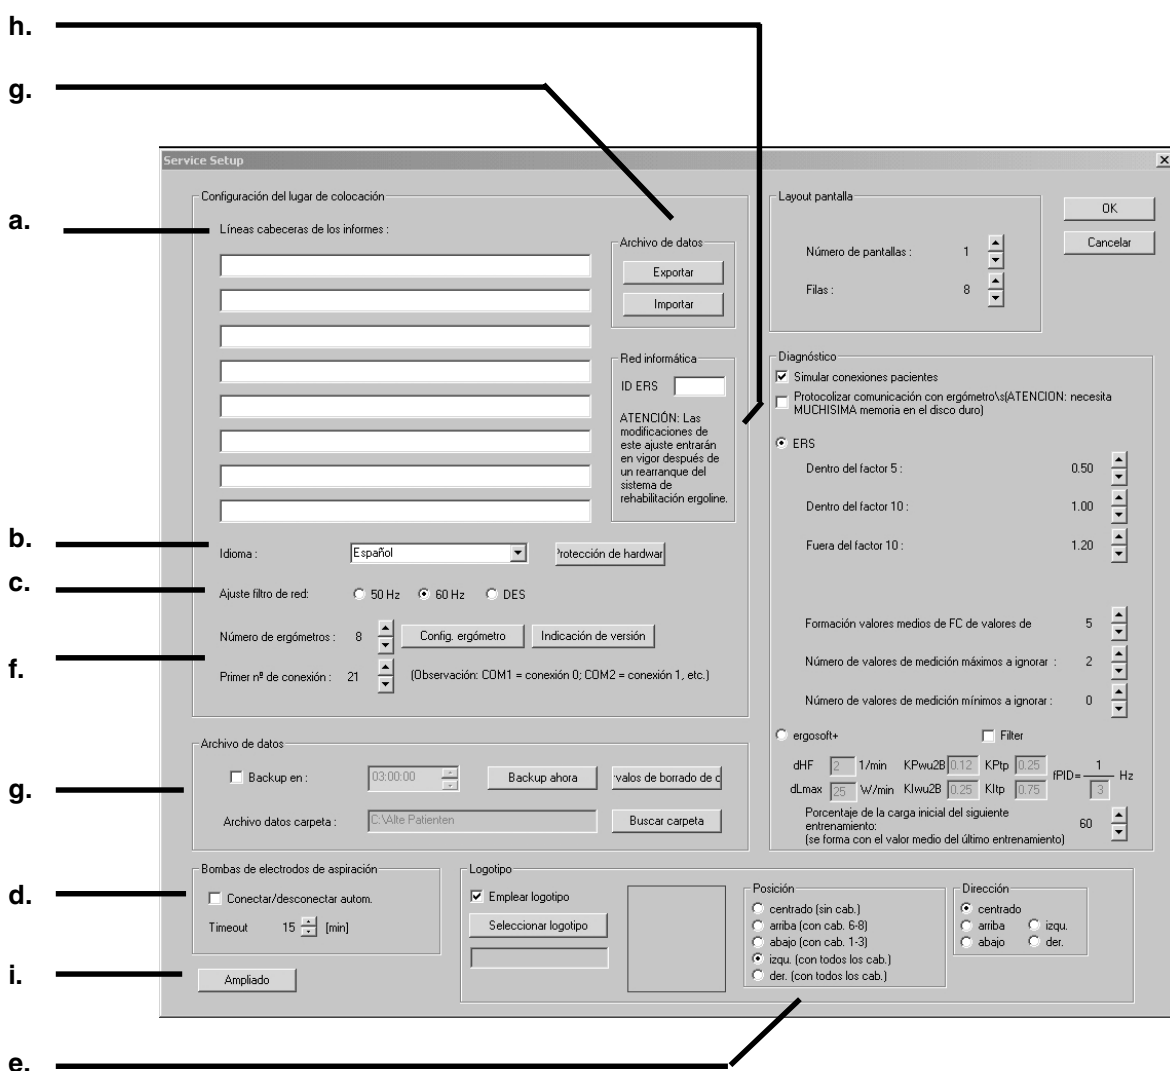 h.
g.
Service Setup
Configuración del lugar de colocación
a.
Líneas cabeceras de los informes :
Archivo de datos
Exportar
Importar
Red informática
ID ERS
ATENCIÓN: Las
modificaciones de
este ajuste entrarán
en vigor después de
un rearranque del
sistema de
rehabilitación ergoline.
b.
Idioma :
Español
rotección de hardwar
c.
Ajuste filtro de red:
50 Hz
60 Hz
DES
Número de ergómetros :
8
Config. ergómetro
Indicación de versión
f.
Primer nº de conexión :
21
(Observación: COM1 = conexión 0; COM2 = conexión 1, etc.)
Layout pantalla
Número de pantallas :
1
Filas :
8
OK
Cancelar
Diagnóstico
Simular conexiones pacientes
Protocolizar comunicación con ergómetro\s(ATENCION: necesita
MUCHISIMA memoria en el disco duro)
ERS
Dentro del factor 5 :
0.50
Dentro del factor 10 :
1.00
Fuera del factor 10 :
1.20
Formación valores medios de FC de valores de
5
Número de valores de medición máximos a ignorar :
2
Número de valores de medición mínimos a ignorar :
0
ergosoft+
Filter
dHF 2 1/min KPwu2B 0.12 KPtp 0.25
dLmax 25 W/min KIwu2B 0.25 KItp 0.75
fPID= 1 / 3 Hz
Porcentaje de la carga inicial del siguiente
entrenamiento:
(se forma con el valor medio del último entrenamiento)
60
g.
Archivo de datos
Backup en :
03:00:00
Backup ahora
valos de borrado de c
Archivo datos carpeta :
C:\Alte Patienten
Buscar carpeta
d.
Bombas de electrodos de aspiración
Conectar/desconectar autom.
Timeout
15
[min]
Logotipo
Emplear logotipo
Seleccionar logotipo
Posición
centrado (sin cab.)
arriba (con cab. 6-8)
abajo (con cab. 1-3)
izqu. (con todos los cab.)
der. (con todos los cab.)
Dirección
centrado
arriba
izqu.
abajo
der.
i.
Ampliado
e.